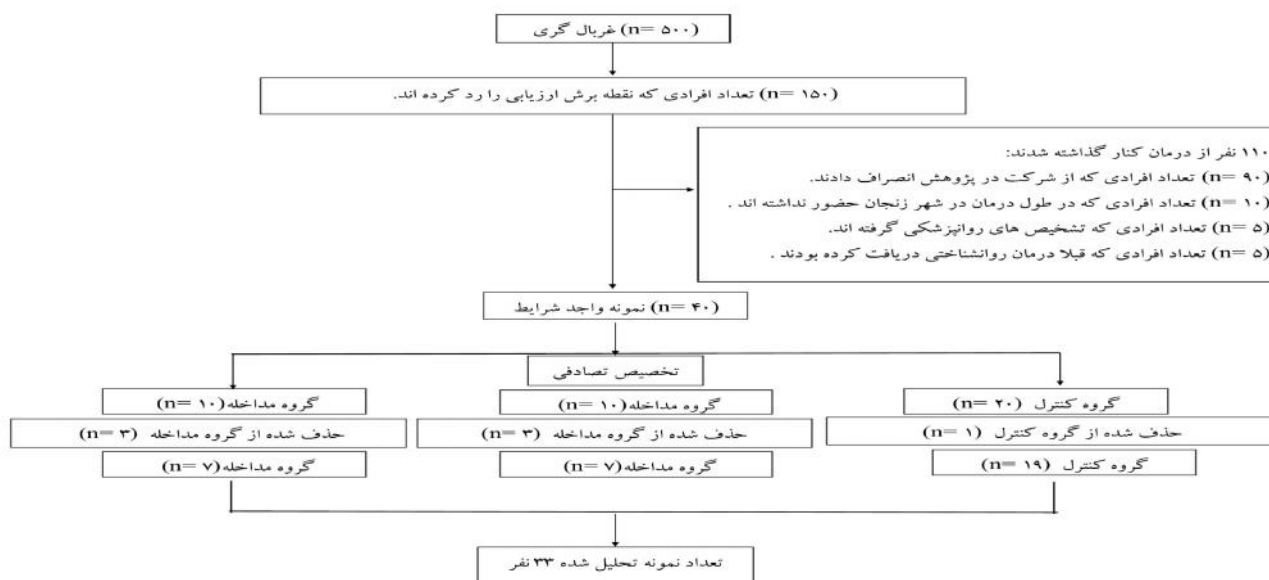 غربال گری (n= ۵۰۰)
(n= ۱۵۰) تعداد افرادی که نقطه برش ارزیابی را رد کرده اند.
۱۱۰ نفر از درمان کنار گذاشته شدند:
(n= ۹۰) تعداد افرادی که از شرکت در پژوهش انصراف دادند.
(n= ۱۰) تعداد افرادی که در طول درمان در شهر زنجان حضور نداشته اند .
(n= ۵) تعداد افرادی که تشخیص های روانپزشکی گرفته اند.
(n= ۵) تعداد افرادی که قبلا درمان روانشناختی دریافت کرده بودند .
(n= ۴۰) نمونه واجد شرایط
تخصیص تصادفی
گروه کنترل (n= ۲۰)
گروه مداخله(n= ۱۰)
گروه مداخله(n= ۱۰)
حذف شده از گروه کنترل (n= ۱)
حذف شده از گروه مداخله (n= ۳)
حذف شده از گروه مداخله (n= ۳)
گروه کنترل (n= ۱۹)
گروه مداخله(n= ۷)
گروه مداخله(n= ۷)
تعداد نمونه تحلیل شده ۳۳ نفر